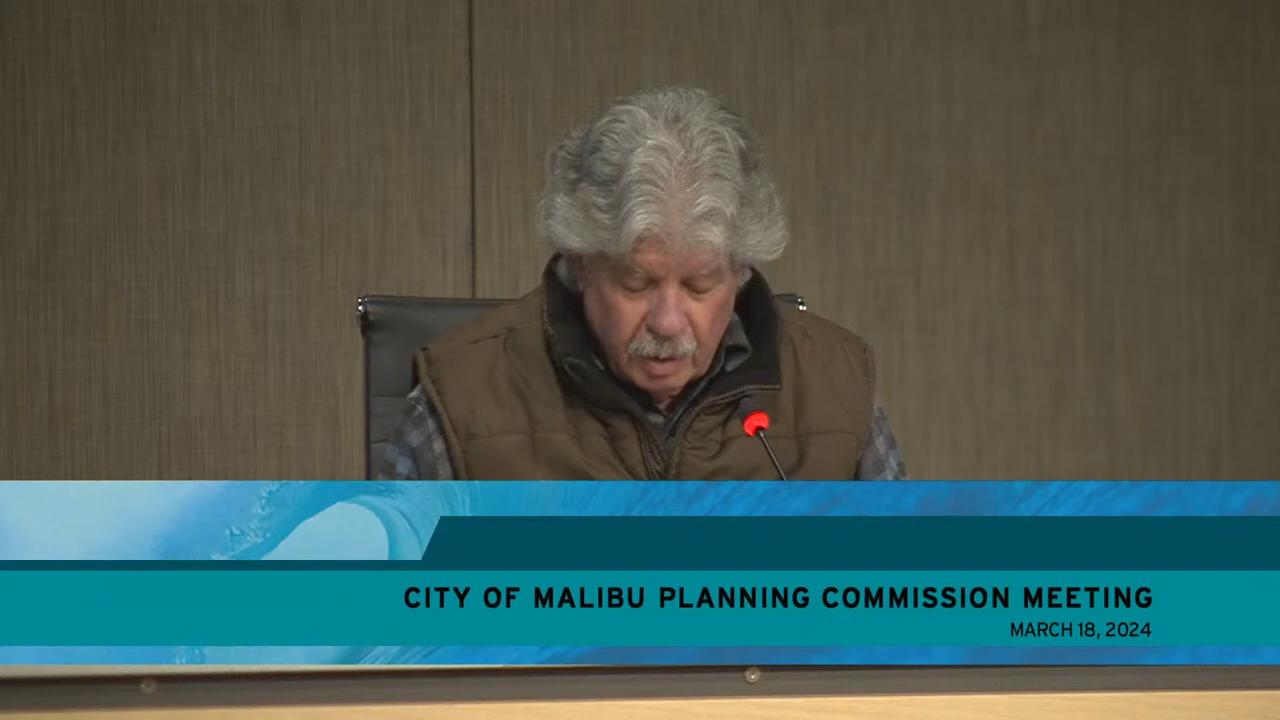 CITY OF MALIBU PLANNING COMMISSION MEETING
MARCH 18, 2024